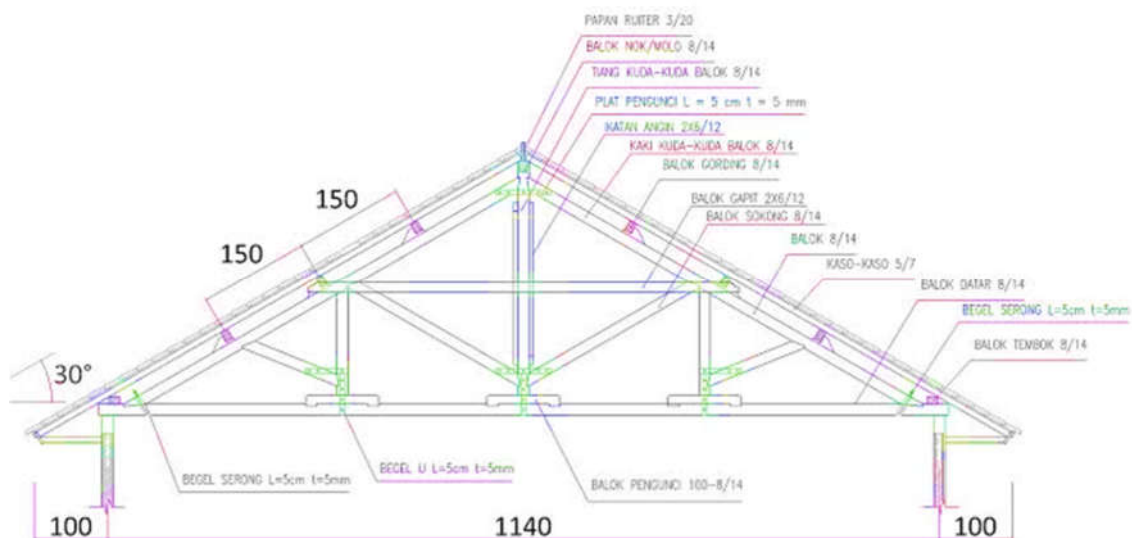 PAPAN RUITER 3/20
BALOK NOK/MOLO 8/14
TIANG KUDA-KUDA BALOK 8/14
PLAT PENGUNCI L = 5 cm t = 5 mm
IKATAN ANGIN 2X6/12
KAKI KUDA-KUDA BALOK 8/14
BALOK GORDING 8/14
BALOK GAPIT 2X6/12
BALOK SOKONG 8/14
BALOK 8/14
KASO-KASO 5/7
BALOK DATAR 8/14
BEGEL SERONG L=5cm t=5mm
BALOK TEMBOK 8/14
150
150
30°
BEGEL SERONG L=5cm t=5mm
BEGEL U L=5cm t=5mm
BALOK PENGUNCI 100-8/14
100
1140
100